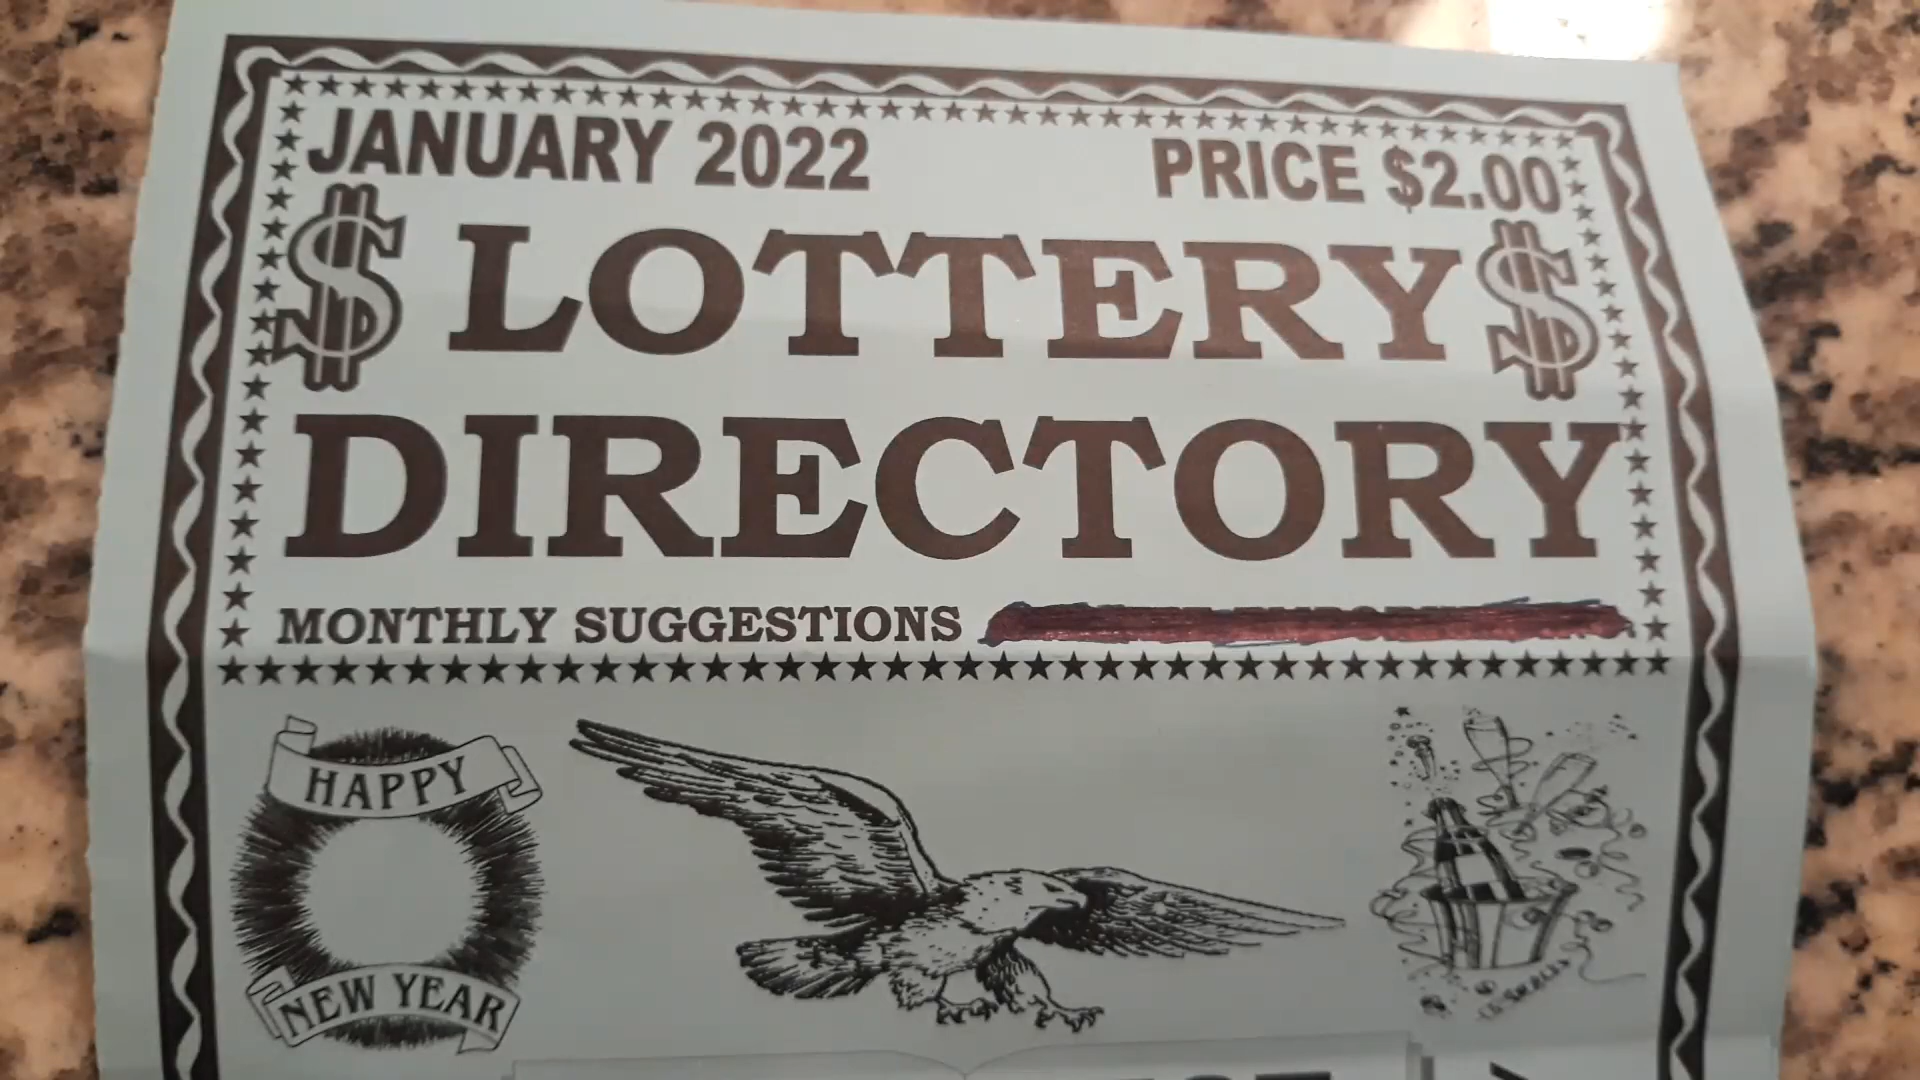 JANUARY 2022 PRICE $2.00
$ LOTTERY $
DIRECTORY
MONTHLY SUGGESTIONS
HAPPY
NEW YEAR